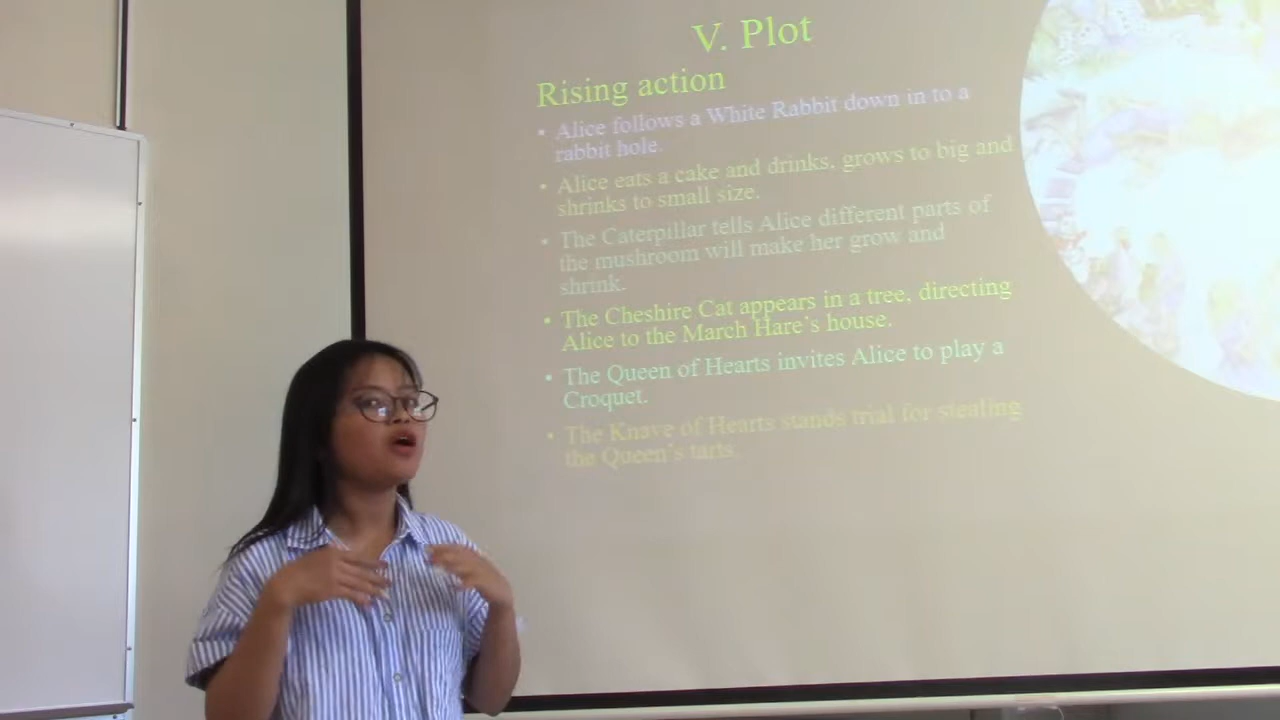 V. Plot
Rising action
• Alice follows a White Rabbit down in to a
rabbit hole.
• Alice eats a cake and drinks, grows to big and
shrinks to small size.
• The Caterpillar tells Alice different parts of
the mushroom will make her grow and
shrink.
• The Cheshire Cat appears in a tree, directing
Alice to the March Hare's house.
• The Queen of Hearts invites Alice to play a
Croquet.
• The Knave of Hearts stands trial for stealing
the Queen's tarts.